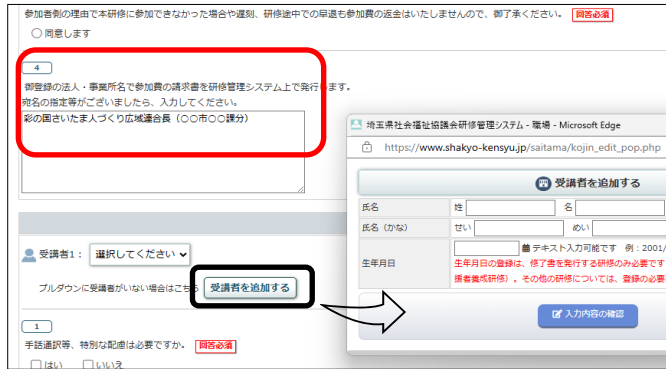 参加者側の理由で本研修に参加できなかった場合や遅刻、研修途中での早退も参加費の返金はいたしませんので、御了承ください。 回答必須
同意します
4
御登録の法人・事業所名で参加費の請求書を研修管理システム上で発行します。
宛名の指定等がございましたら、入力してください。
彩の国さいたま人づくり広域連合長（〇〇市〇〇課分）
受講者1： 選択してください
プルダウンに受講者がいない場合はこちら 受講者を追加する
1
手話通訳等、特別な配慮は必要ですか。 回答必須
はい いいえ
埼玉県社会福祉協議会研修管理システム - 職場 - Microsoft Edge
https://www.shakyo-kensyu.jp/saitama/kojin_edit_pop.php
受講者を追加する
氏名 姓 名
氏名（かな） せい めい
生年月日 テキスト入力可能です 例：2001/
生年月日の登録は、修了書を発行する研修のみ必要です
援者養成研修）。その他の研修については、登録の必要
入力内容の確認